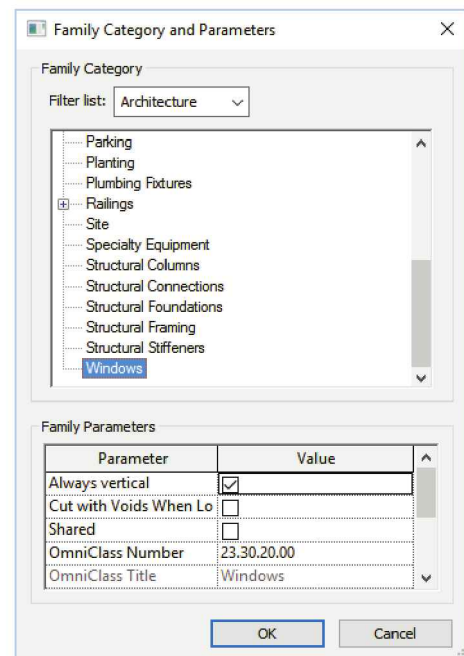 Family Category and Parameters
Family Category
Filter list: Architecture
Parking
Planting
Plumbing Fixtures
Railings
Site
Specialty Equipment
Structural Columns
Structural Connections
Structural Foundations
Structural Framing
Structural Stiffeners
Windows
Family Parameters
Parameter Value
Always vertical
Cut with Voids When Lo
Shared
OmniClass Number 23.30.20.00
OmniClass Title Windows
OK Cancel